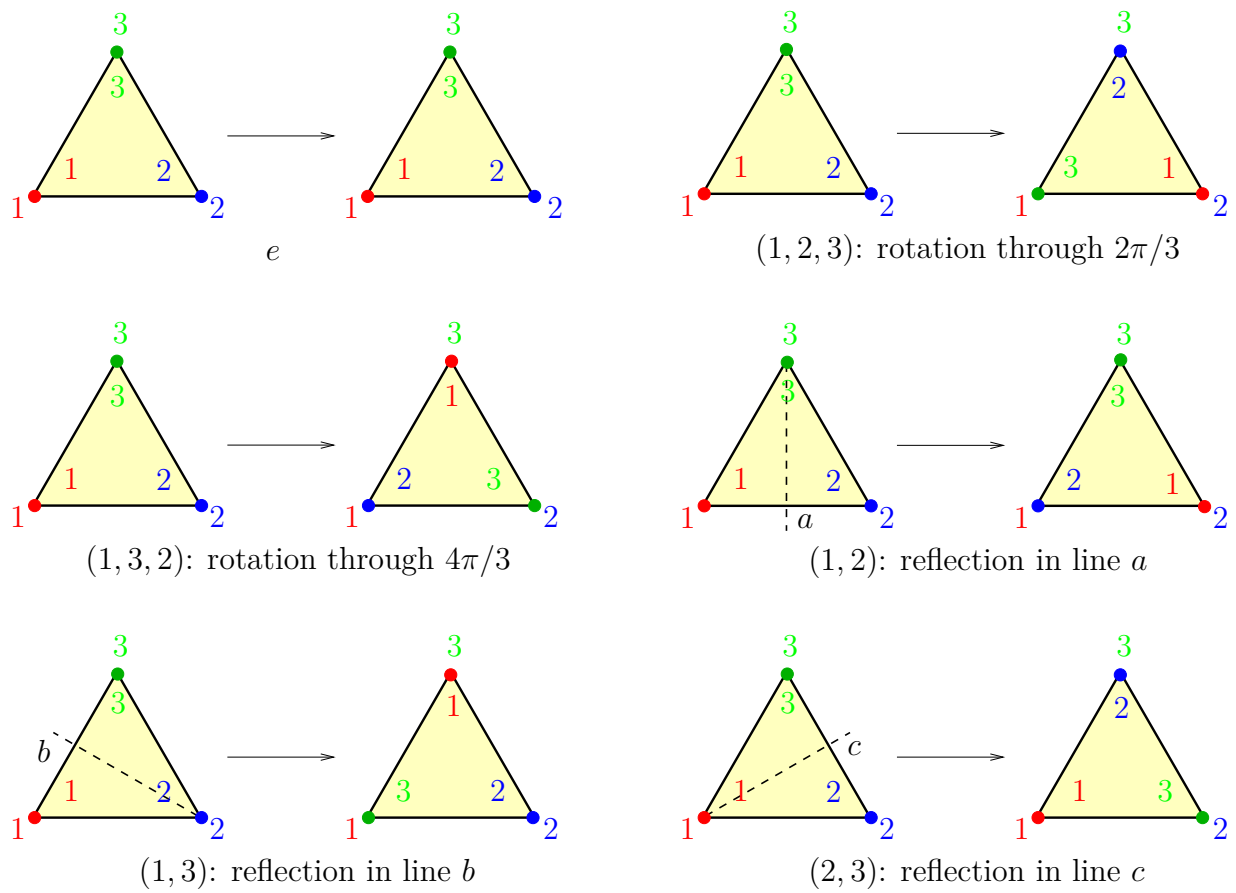 3 3 3 3
3 3 3 2
1 2 1 2 1 2 3 1
1 2 1 2 1 2 1 2
e
(1, 2, 3): rotation through 2π/3
3 3 3 3
3 1 3 3
1 2 2 3 1 2 2 1
1 2 1 2 1 a 2 1 2
(1, 3, 2): rotation through 4π/3
(1, 2): reflection in line a
3 3 3 3
3 1 3 2
b c
1 2 3 2 1 2 1 3
1 2 1 2 1 2 1 2
(1, 3): reflection in line b
(2, 3): reflection in line c